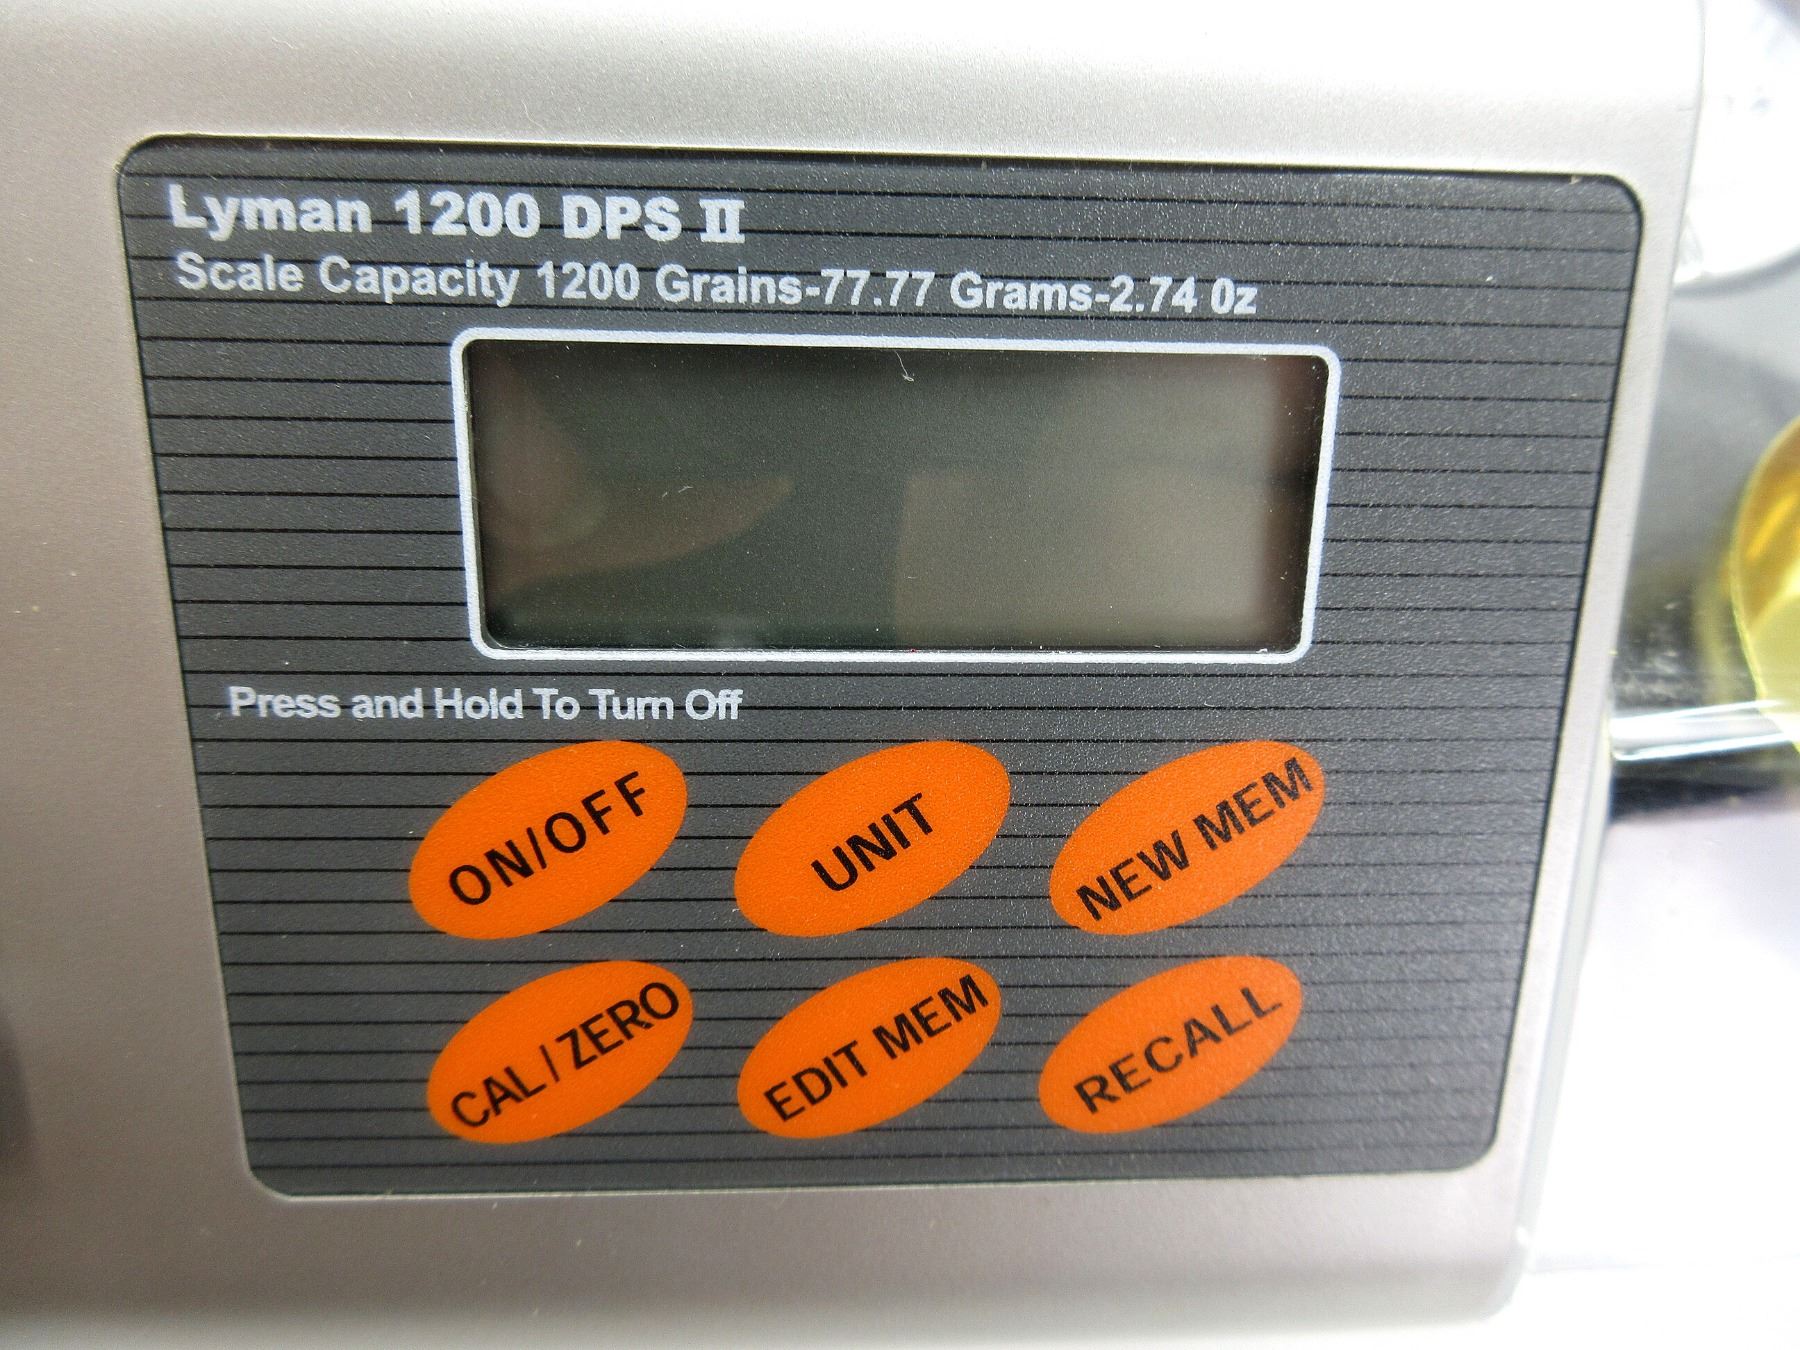 Lyman 1200 DPS II
Scale Capacity 1200 Grains-77.77 Grams-2.74 0z
Press and Hold To Turn Off
ON/OFF
UNIT
NEW MEM
CAL/ZERO
EDIT MEM
RECALL